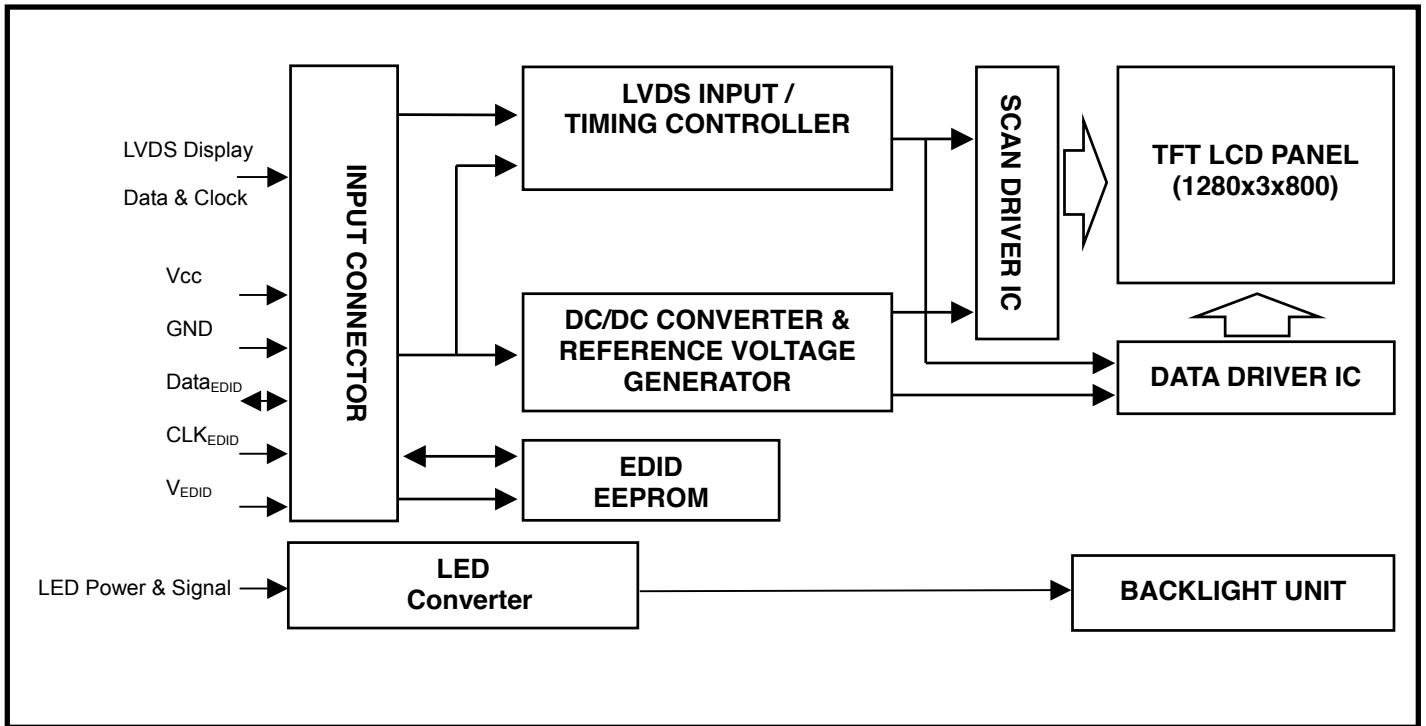 LVDS Display
Data & Clock
Vcc
GND
DataEDID
CLKEDID
VEDID
LED Power & Signal
INPUT CONNECTOR
LVDS INPUT /
TIMING CONTROLLER
DC/DC CONVERTER &
REFERENCE VOLTAGE
GENERATOR
EDID
EEPROM
LED
Converter
SCAN DRIVER IC
TFT LCD PANEL
(1280x3x800)
DATA DRIVER IC
BACKLIGHT UNIT